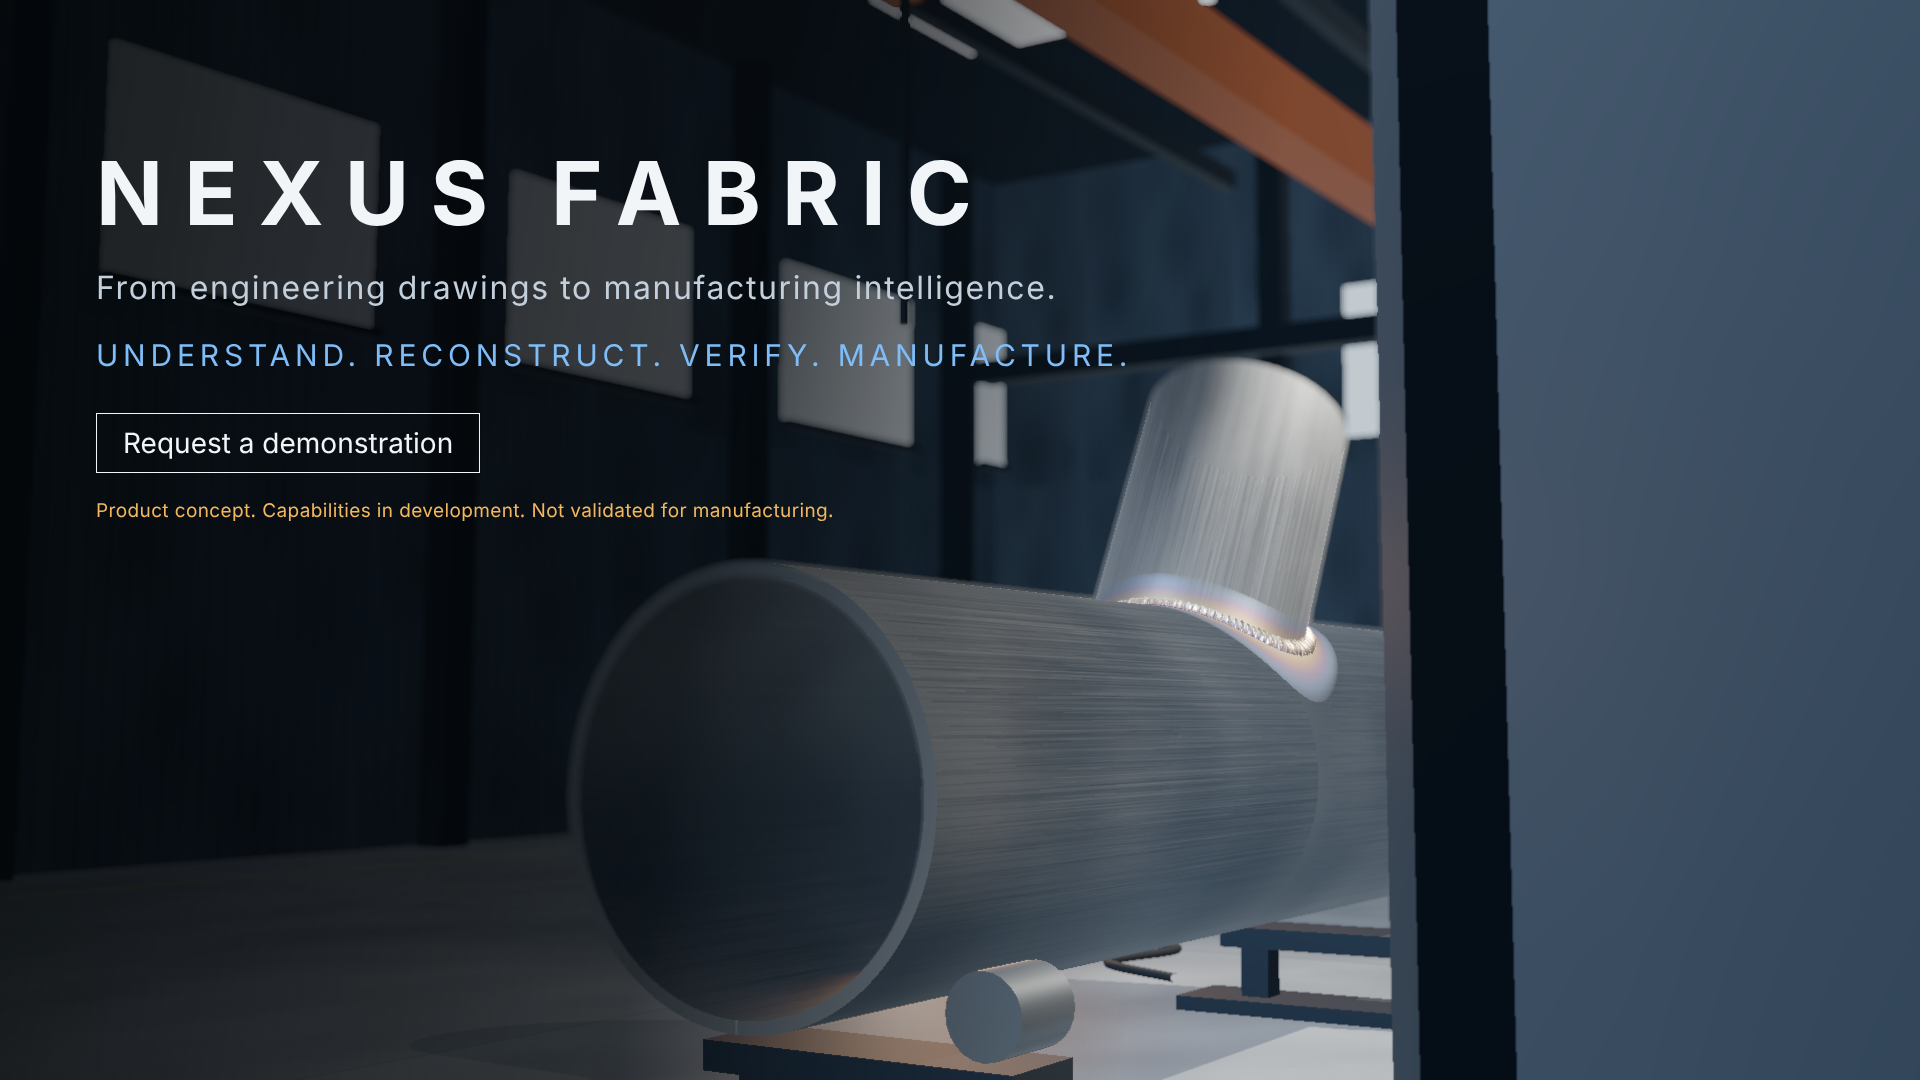 NEXUS FABRIC
From engineering drawings to manufacturing intelligence.
UNDERSTAND. RECONSTRUCT. VERIFY. MANUFACTURE.
Request a demonstration
Product concept. Capabilities in development. Not validated for manufacturing.